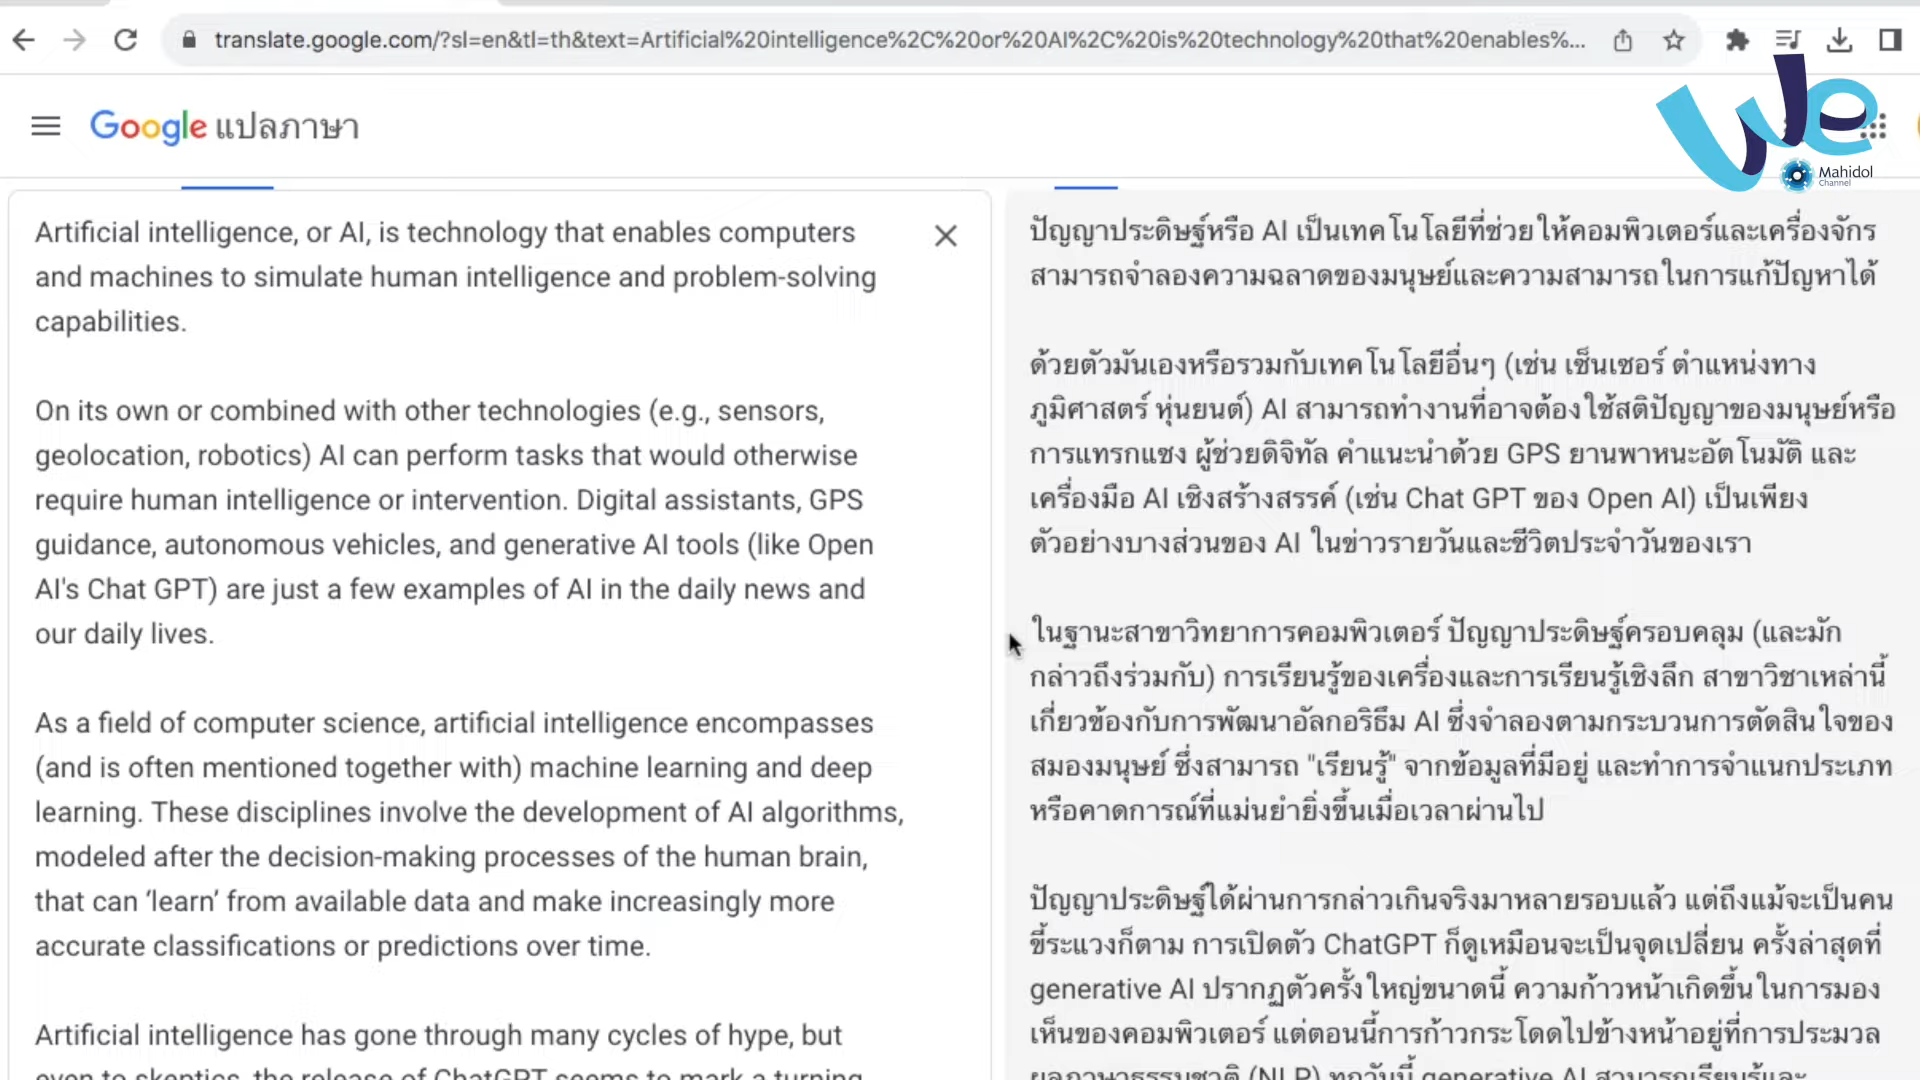 translate.google.com/?sl=en&tl=th&text=Artificial%20intelligence%2C%20or%20AI%2C%20is%20technology%20that%20enables%...
Google แปลภาษา
We
Mahidol
Channel
Artificial intelligence, or AI, is technology that enables computers
and machines to simulate human intelligence and problem-solving
capabilities.
On its own or combined with other technologies (e.g., sensors,
geolocation, robotics) AI can perform tasks that would otherwise
require human intelligence or intervention. Digital assistants, GPS
guidance, autonomous vehicles, and generative AI tools (like Open
AI's Chat GPT) are just a few examples of AI in the daily news and
our daily lives.
As a field of computer science, artificial intelligence encompasses
(and is often mentioned together with) machine learning and deep
learning. These disciplines involve the development of AI algorithms,
modeled after the decision-making processes of the human brain,
that can ‘learn’ from available data and make increasingly more
accurate classifications or predictions over time.
Artificial intelligence has gone through many cycles of hype, but
even to skeptics, the release of ChatGPT seems to mark a turning
ปัญญาประดิษฐ์หรือ AI เป็นเทคโนโลยีที่ช่วยให้คอมพิวเตอร์และเครื่องจักร
สามารถจำลองความฉลาดของมนุษย์และความสามารถในการแก้ปัญหาได้
ด้วยตัวมันเองหรือรวมกับเทคโนโลยีอื่นๆ (เช่น เซ็นเซอร์ ตำแหน่งทาง
ภูมิศาสตร์ หุ่นยนต์) AI สามารถทำงานที่อาจต้องใช้สติปัญญาของมนุษย์หรือ
การแทรกแซง ผู้ช่วยดิจิทัล คำแนะนำด้วย GPS ยานพาหนะอัตโนมัติ และ
เครื่องมือ AI เชิงสร้างสรรค์ (เช่น Chat GPT ของ Open AI) เป็นเพียง
ตัวอย่างบางส่วนของ AI ในข่าวรายวันและชีวิตประจำวันของเรา
ในฐานะสาขาวิทยาการคอมพิวเตอร์ ปัญญาประดิษฐ์ครอบคลุม (และมัก
กล่าวถึงร่วมกับ) การเรียนรู้ของเครื่องและการเรียนรู้เชิงลึก สาขาวิชาเหล่านี้
เกี่ยวข้องกับการพัฒนาอัลกอริธึม AI ซึ่งจำลองตามกระบวนการตัดสินใจของ
สมองมนุษย์ ซึ่งสามารถ "เรียนรู้" จากข้อมูลที่มีอยู่ และทำการจำแนกประเภท
หรือคาดการณ์ที่แม่นยำยิ่งขึ้นเมื่อเวลาผ่านไป
ปัญญาประดิษฐ์ได้ผ่านการกล่าวเกินจริงมาหลายรอบแล้ว แต่ถึงแม้จะเป็นคน
ขี้ระแวงก็ตาม การเปิดตัว ChatGPT ก็ดูเหมือนจะเป็นจุดเปลี่ยน ครั้งล่าสุดที่
generative AI ปรากฏตัวครั้งใหญ่ขนาดนี้ ความก้าวหน้าเกิดขึ้นในการมอง
เห็นของคอมพิวเตอร์ แต่ตอนนี้การก้าวกระโดดไปข้างหน้าอยู่ที่การประมวล
ผลภาษาธรรมชาติ (NLP) ทุกวันนี้ generative AI สามารถเรียนรู้และ